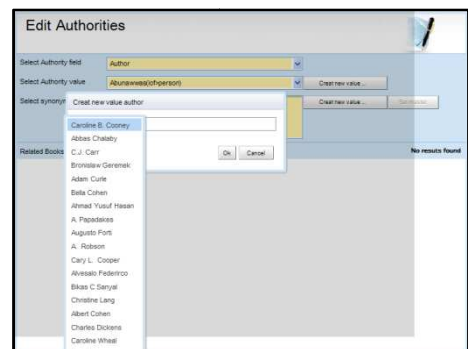 Edit Authorities
Select Authority field Author
Select Authority value Abunawwas(ofperson) Creat new value ...
Select synonym Creat new value ...
Creat new value author
Ok Cancel
Related Books No resuts found
Caroline B. Cooney
Abbas Chalaby
C.J. Carr
Bronislaw Geremek
Adam Curle
Bella Cohen
Ahmad Yusuf Hasan
A. Papadakes
Augusto Forti
A. Robson
Cary L. Cooper
Alvesalo Federirco
Bikas C.Sanyal
Christine Lang
Albert Cohen
Charles Dickens
Caroline Wheal